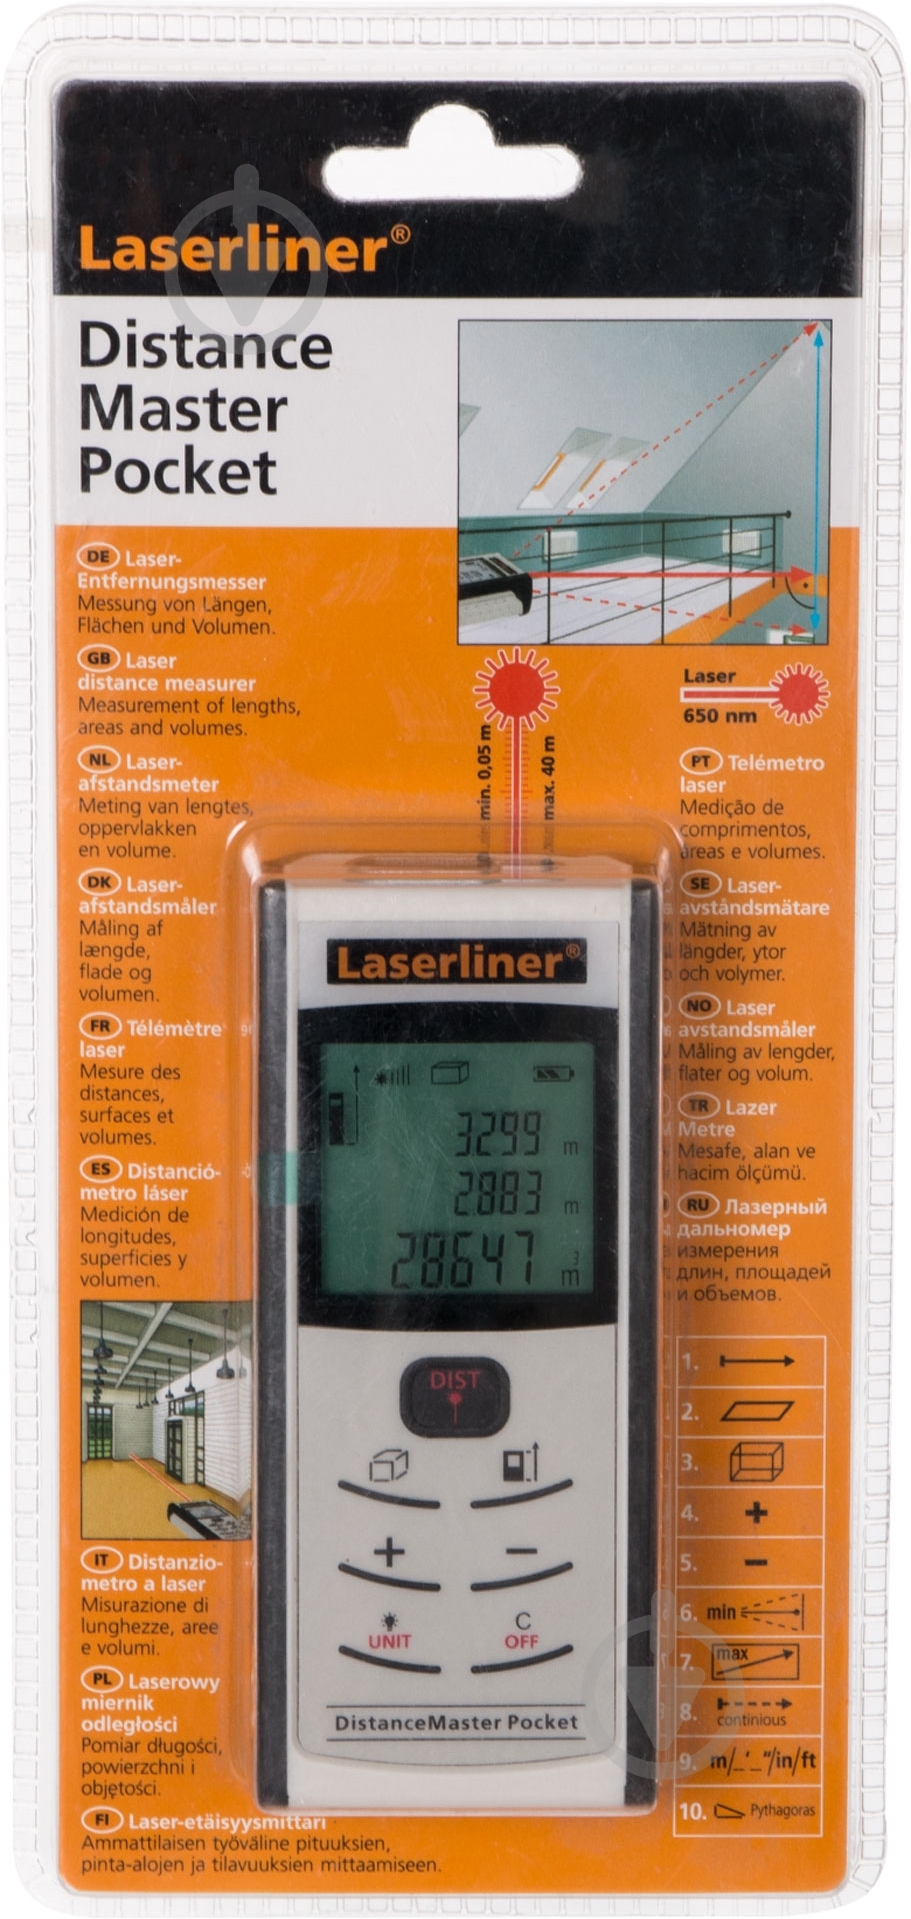 Laserliner®
Distance
Master
Pocket
DE Laser-
Entfernungsmesser
Messung von Längen,
Flächen und Volumen.
GB Laser
distance measurer
Measurement of lengths,
areas and volumes.
NL Laser-
afstandsmeter
Meting van lengtes,
oppervlakken
en volume.
DK Laser-
afstandsmåler
Måling af
længde,
flade og
volumen.
FR Télémètre
laser
Mesure des
distances,
surfaces et
volumes.
ES Distanció-
metro láser
Medición de
longitudes,
superficies y
volumen.
IT Distanzio-
metro a laser
Misurazione di
lunghezze, aree
e volumi.
PL Laserowy
miernik
odległości
Pomiar długości,
powierzchni i
objętości.
FI Laser-etäisyysmittari
Ammattilaisen työväline pituuksien,
pinta-alojen ja tilavuuksien mittaamiseen.
min. 0,05 m
max. 40 m
Laser
650 nm
PT Telémetro
laser
Medição de
comprimentos,
áreas e volumes.
SE Laser-
avståndsmätare
Mätning av
längder, ytor
och volymer.
NO Laser
avstandsmåler
Måling av lengder,
flater og volum.
TR Lazer
Metre
Mesafe, alan ve
hacim ölçümü.
RU Лазерный
дальномер
измерения
длин, площадей
и объемов.
1.
2.
3.
4. +
5. −
6. min
7. max
8. continious
9. m/_'_"/in/ft
10. Pythagoras
Laserliner®
3.299 m
2.883 m
28.647 m³
DIST
+ −
UNIT
C
OFF
DistanceMaster Pocket